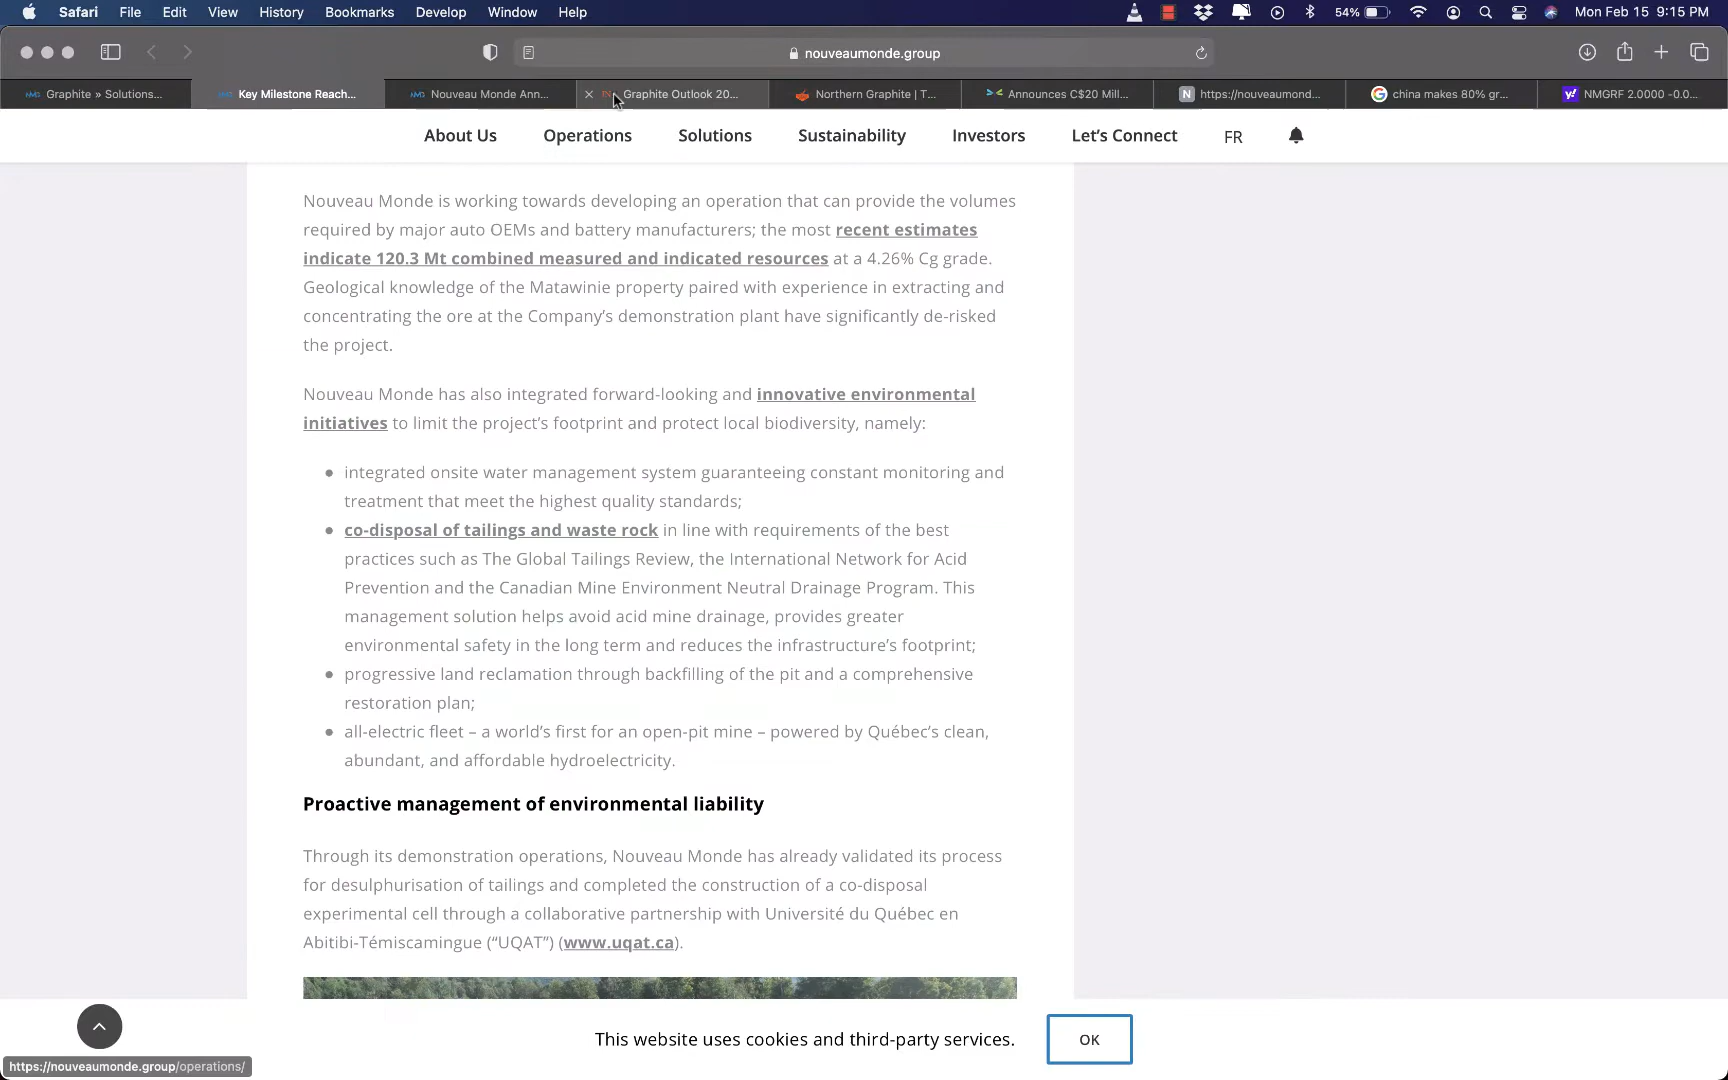 Safari File Edit View History Bookmarks Develop Window Help 54% Mon Feb 15 9:15 PM
nouveaumonde.group
Graphite » Solutions... Key Milestone Reach... Nouveau Monde Ann... Graphite Outlook 20... Northern Graphite | T... Announces C$20 Mill... N https://nouveaumond... china makes 80% gr... y! NMGRF 2.0000 -0.0...
About Us Operations Solutions Sustainability Investors Let's Connect FR
Nouveau Monde is working towards developing an operation that can provide the volumes
required by major auto OEMs and battery manufacturers; the most recent estimates
indicate 120.3 Mt combined measured and indicated resources at a 4.26% Cg grade.
Geological knowledge of the Matawinie property paired with experience in extracting and
concentrating the ore at the Company's demonstration plant have significantly de-risked
the project.
Nouveau Monde has also integrated forward-looking and innovative environmental
initiatives to limit the project's footprint and protect local biodiversity, namely:
integrated onsite water management system guaranteeing constant monitoring and
treatment that meet the highest quality standards;
co-disposal of tailings and waste rock in line with requirements of the best
practices such as The Global Tailings Review, the International Network for Acid
Prevention and the Canadian Mine Environment Neutral Drainage Program. This
management solution helps avoid acid mine drainage, provides greater
environmental safety in the long term and reduces the infrastructure's footprint;
progressive land reclamation through backfilling of the pit and a comprehensive
restoration plan;
all-electric fleet – a world's first for an open-pit mine – powered by Québec's clean,
abundant, and affordable hydroelectricity.
Proactive management of environmental liability
Through its demonstration operations, Nouveau Monde has already validated its process
for desulphurisation of tailings and completed the construction of a co-disposal
experimental cell through a collaborative partnership with Université du Québec en
Abitibi-Témiscamingue ("UQAT") (www.uqat.ca).
This website uses cookies and third-party services. OK
https://nouveaumonde.group/operations/